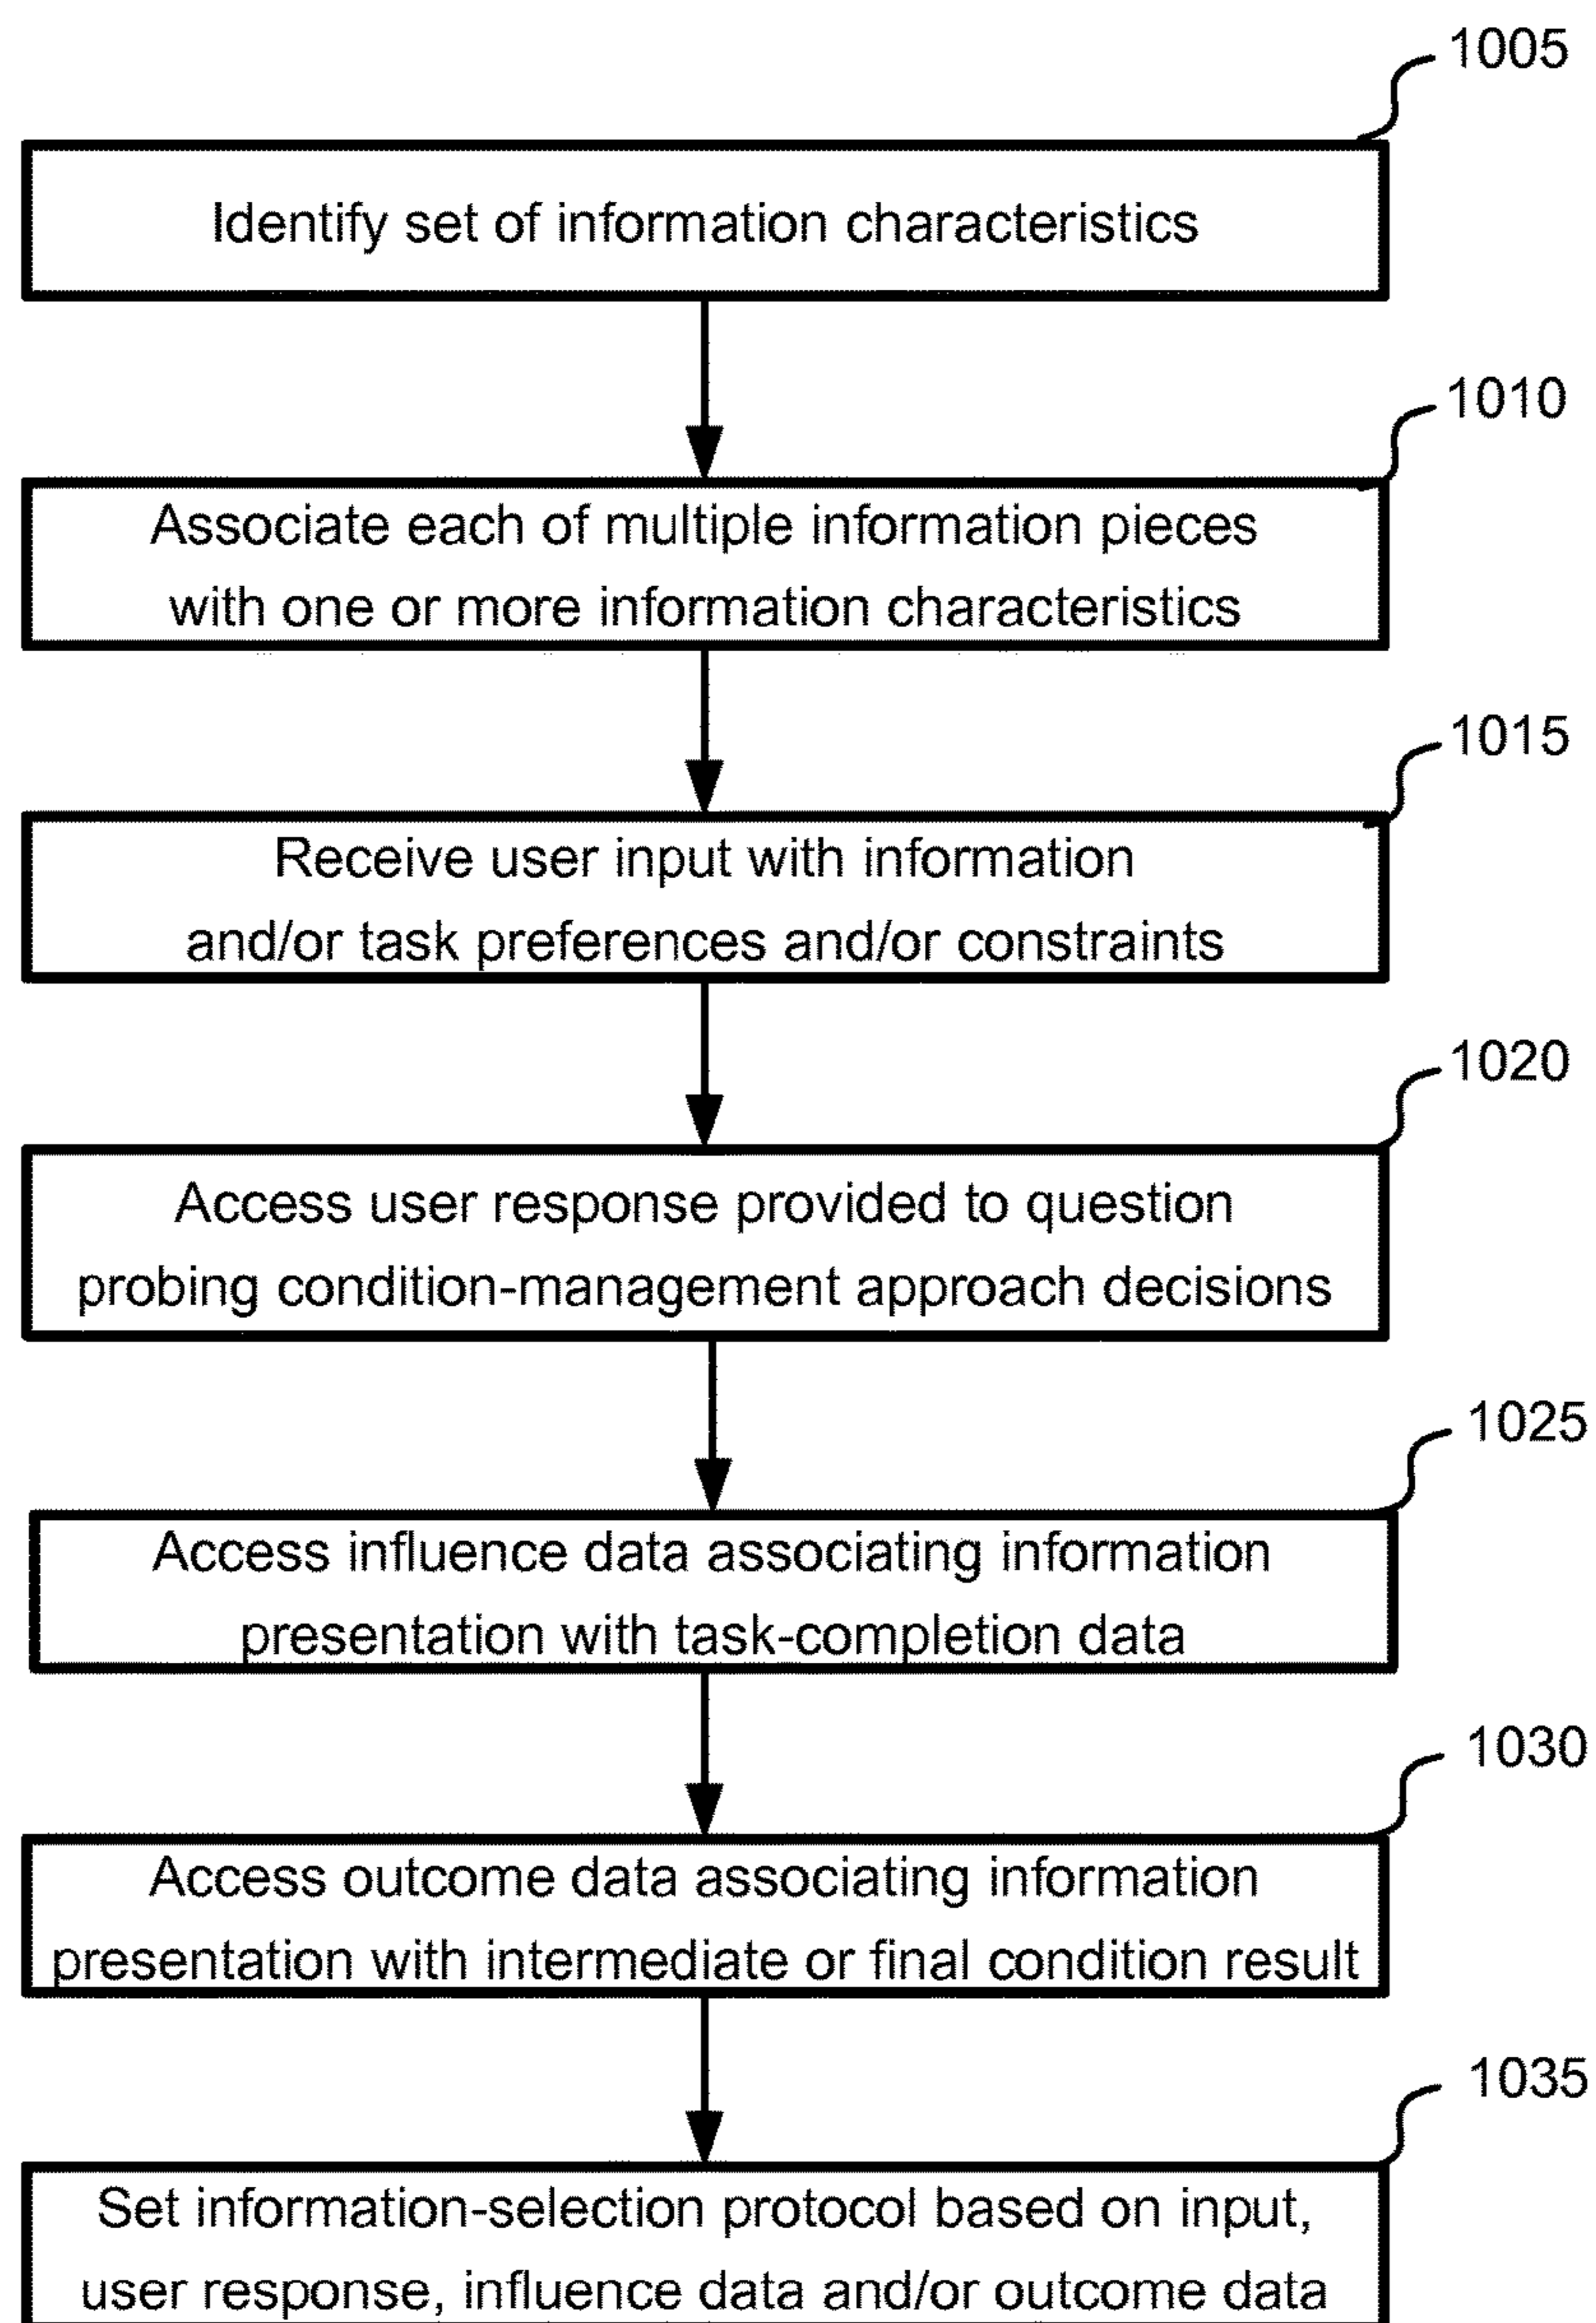 1005
Identify set of information characteristics
1010
Associate each of multiple information pieces
with one or more information characteristics
1015
Receive user input with information
and/or task preferences and/or constraints
1020
Access user response provided to question
probing condition-management approach decisions
1025
Access influence data associating information
presentation with task-completion data
1030
Access outcome data associating information
presentation with intermediate or final condition result
1035
Set information-selection protocol based on input,
user response, influence data and/or outcome data